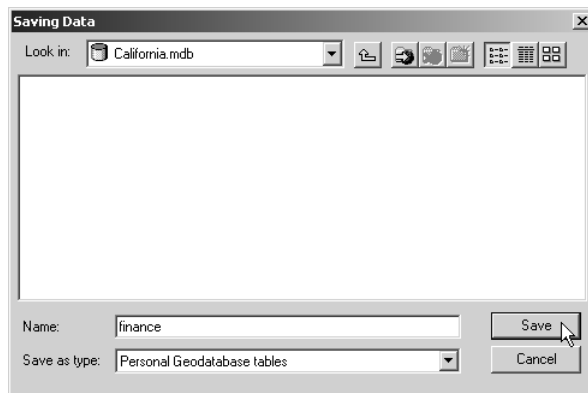 Saving Data
Look in: California.mdb
Name: finance
Save
Save as type: Personal Geodatabase tables
Cancel